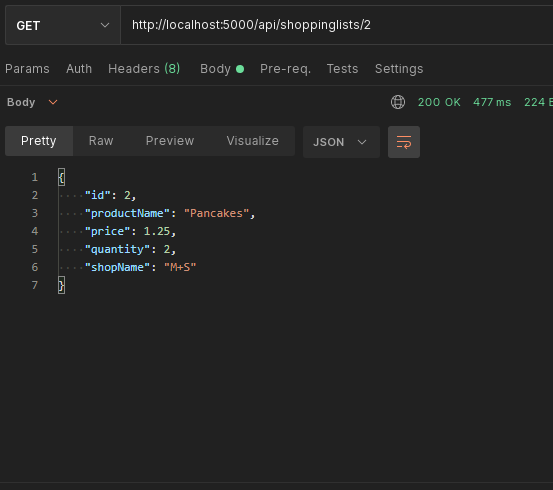 GET http://localhost:5000/api/shoppinglists/2
Params Auth Headers (8) Body Pre-req. Tests Settings
Body 200 OK 477 ms 224
Pretty Raw Preview Visualize JSON
1 {
2 "id": 2,
3 "productName": "Pancakes",
4 "price": 1.25,
5 "quantity": 2,
6 "shopName": "M+S"
7 }